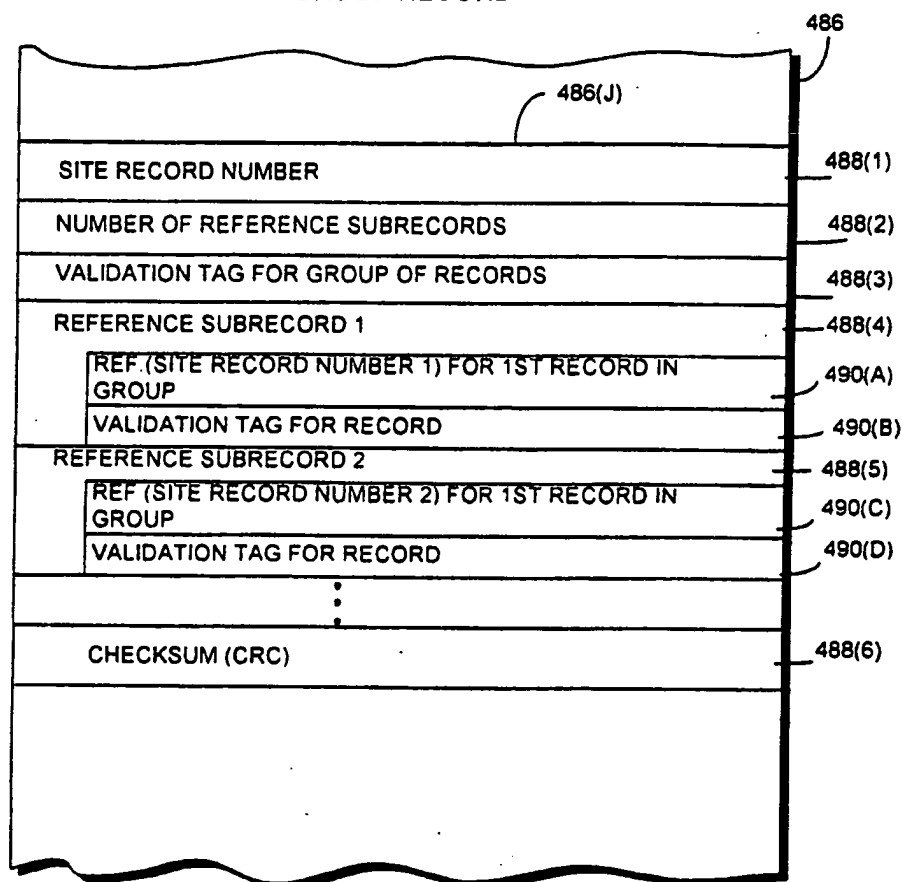 RECORD
486
486(J)
SITE RECORD NUMBER
488(1)
NUMBER OF REFERENCE SUBRECORDS
488(2)
VALIDATION TAG FOR GROUP OF RECORDS
488(3)
REFERENCE SUBRECORD 1
488(4)
REF.(SITE RECORD NUMBER 1) FOR 1ST RECORD IN
GROUP
490(A)
VALIDATION TAG FOR RECORD
490(B)
REFERENCE SUBRECORD 2
488(5)
REF (SITE RECORD NUMBER 2) FOR 1ST RECORD IN
GROUP
490(C)
VALIDATION TAG FOR RECORD
490(D)
CHECKSUM (CRC)
488(6)